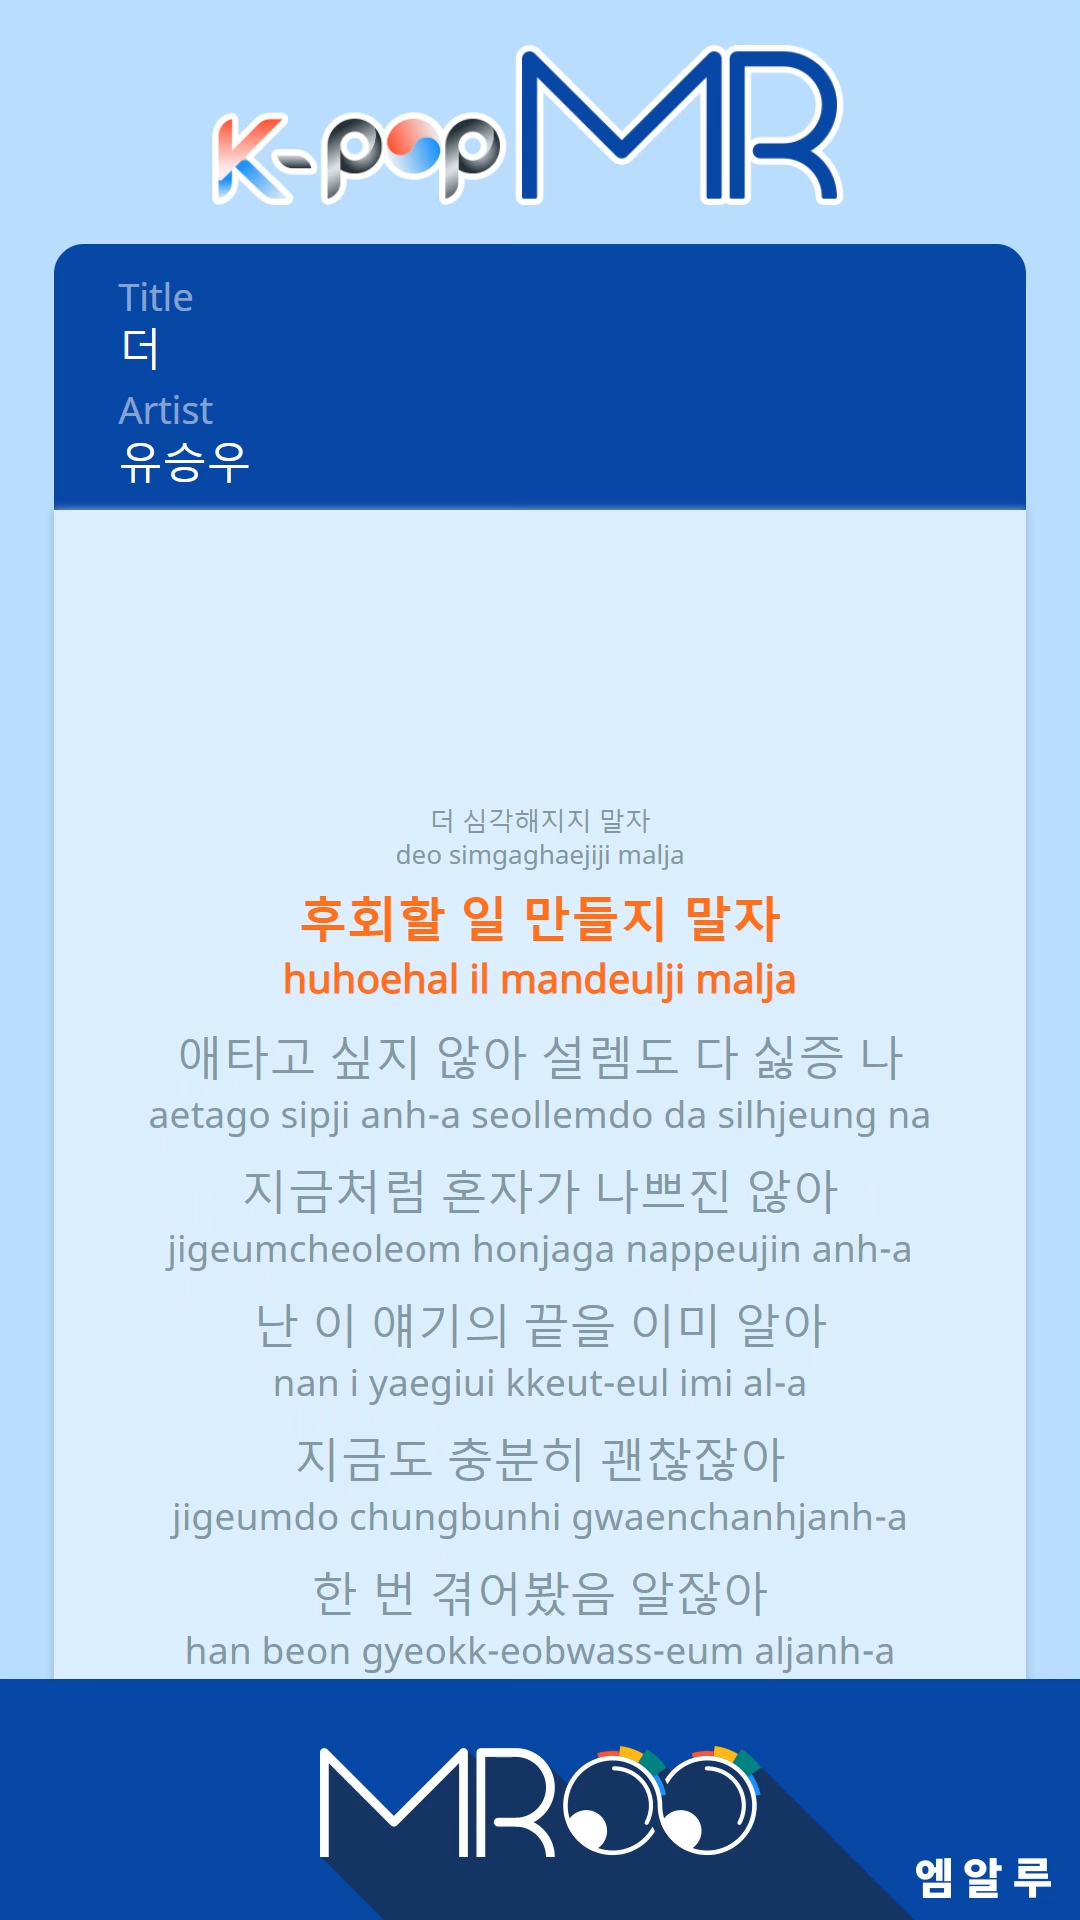 K-pop MR
Title
더
Artist
유승우
더 심각해지지 말자
deo simgaghaejiji malja
후회할 일 만들지 말자
huhoehal il mandeulji malja
애타고 싶지 않아 설렘도 다 싫증 나
aetago sipji anh-a seollemdo da silhjeung na
지금처럼 혼자가 나쁘진 않아
jigeumcheoleom honjaga nappeujin anh-a
난 이 얘기의 끝을 이미 알아
nan i yaegiui kkeut-eul imi al-a
지금도 충분히 괜찮잖아
jigeumdo chungbunhi gwaenchanhjanh-a
한 번 겪어봤음 알잖아
han beon gyeokk-eobwass-eum aljanh-a
MROO
엠알루